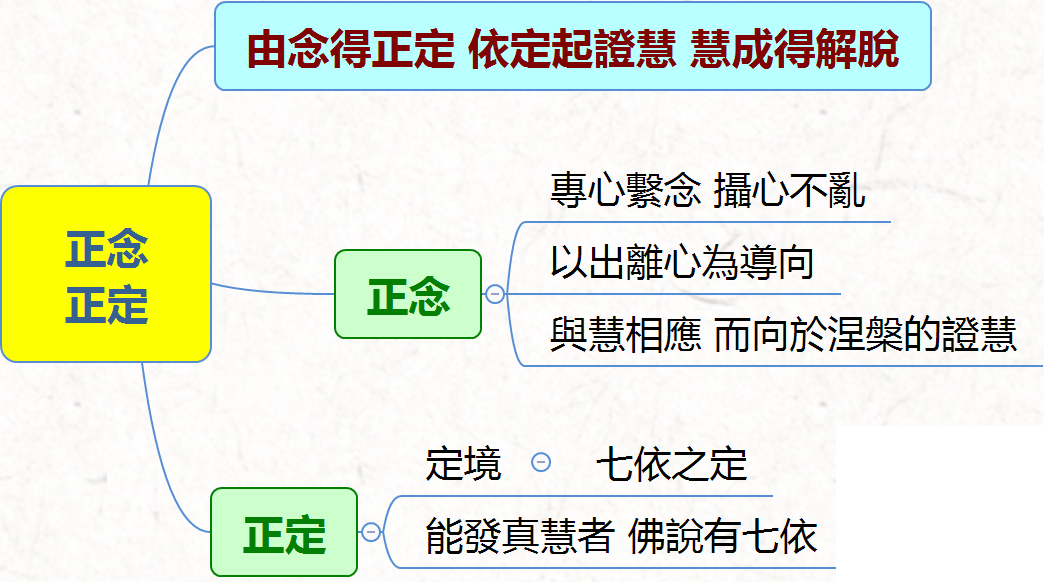 由念得正定 依定起證慧 慧成得解脫
正念
正定
正念
專心繫念 攝心不亂
以出離心為導向
與慧相應 而向於涅槃的證慧
正定
定境 七依之定
能發真慧者 佛說有七依